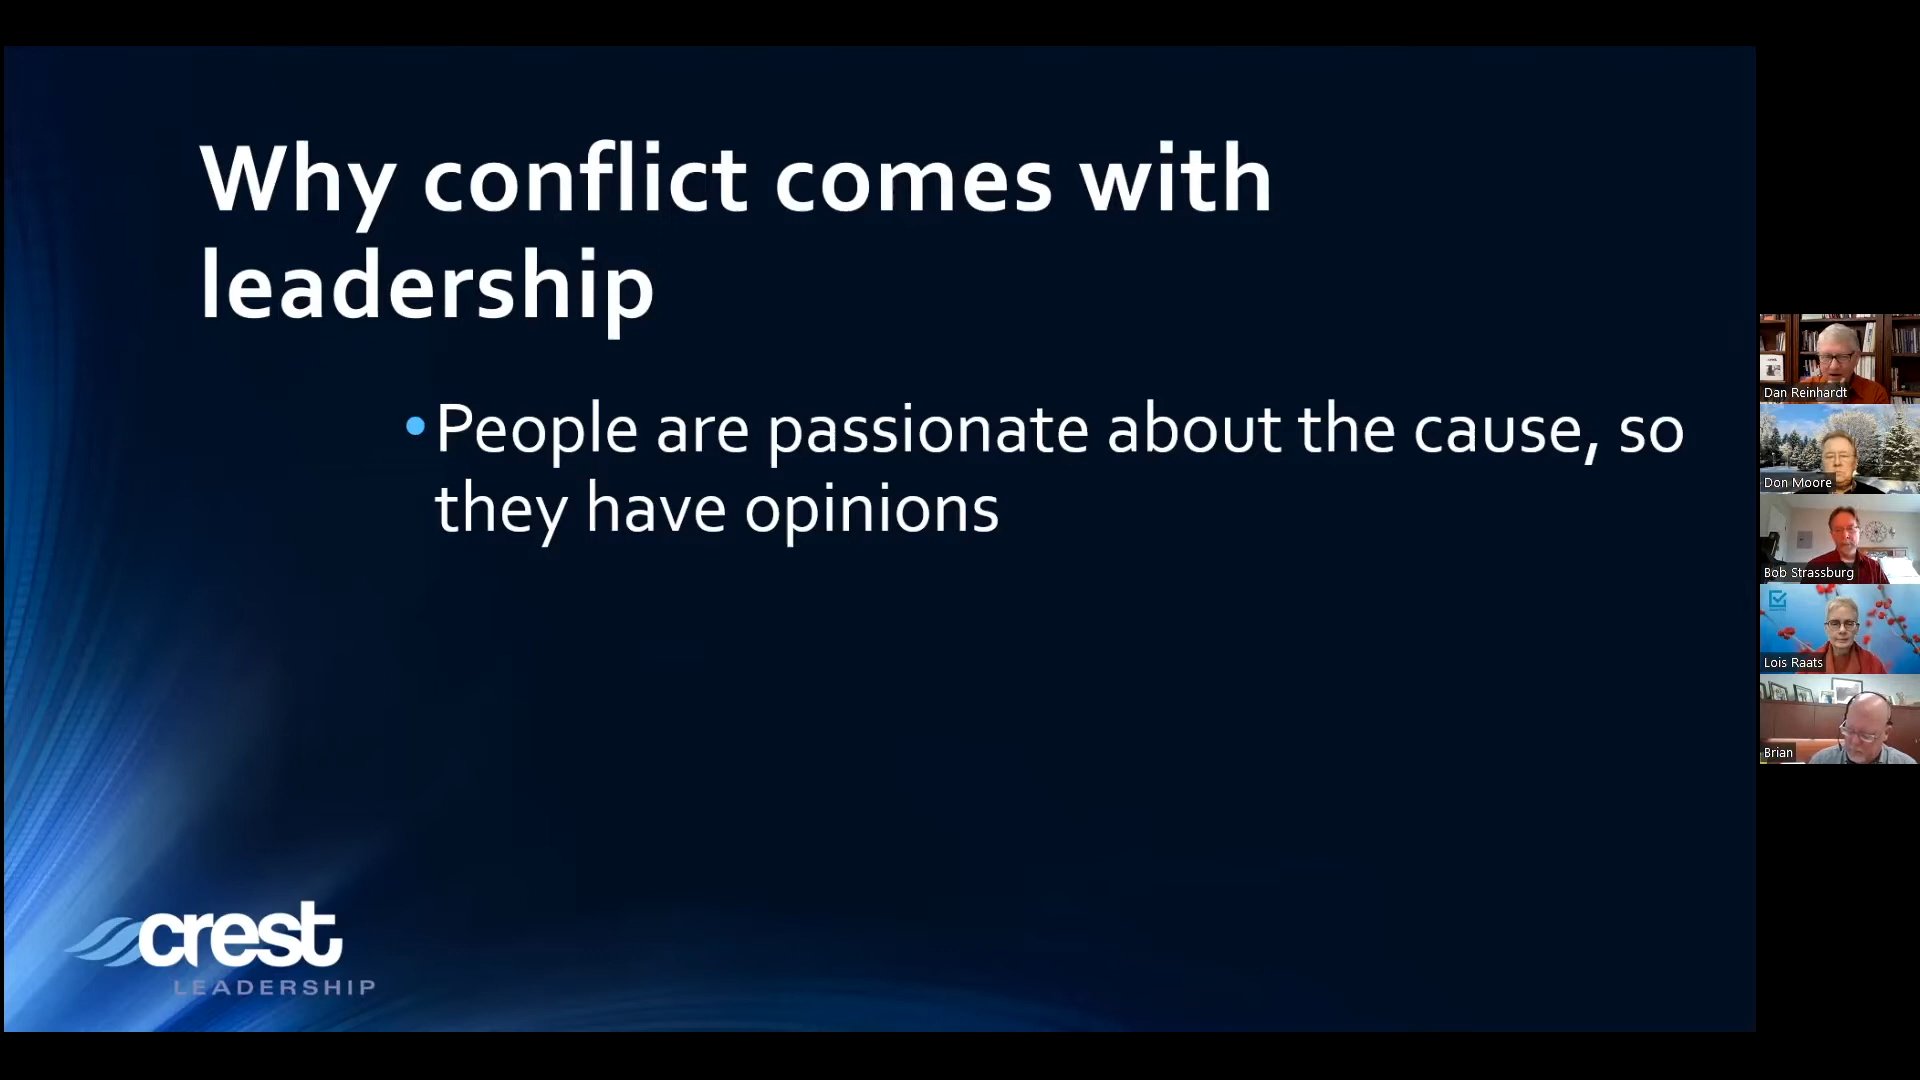 Why conflict comes with
leadership
• People are passionate about the cause, so
they have opinions
crest
LEADERSHIP
Dan Reinhardt
Don Moore
Bob Strassburg
Lois Raats
Brian